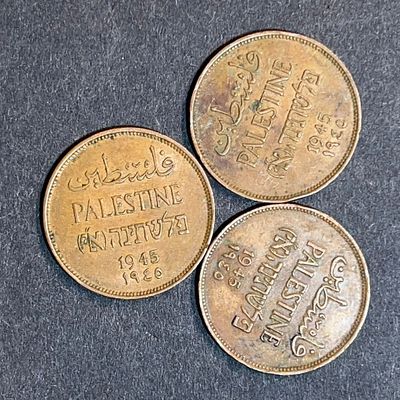 فلسطين
PALESTINE
פלשתינה (א״י)
1945
١٩٤٥
فلسطين
PALESTINE
פלשתינה (א״י)
1945
١٩٤٥
فلسطين
PALESTINE
פלשתינה (א״י)
1945
١٩٤٥